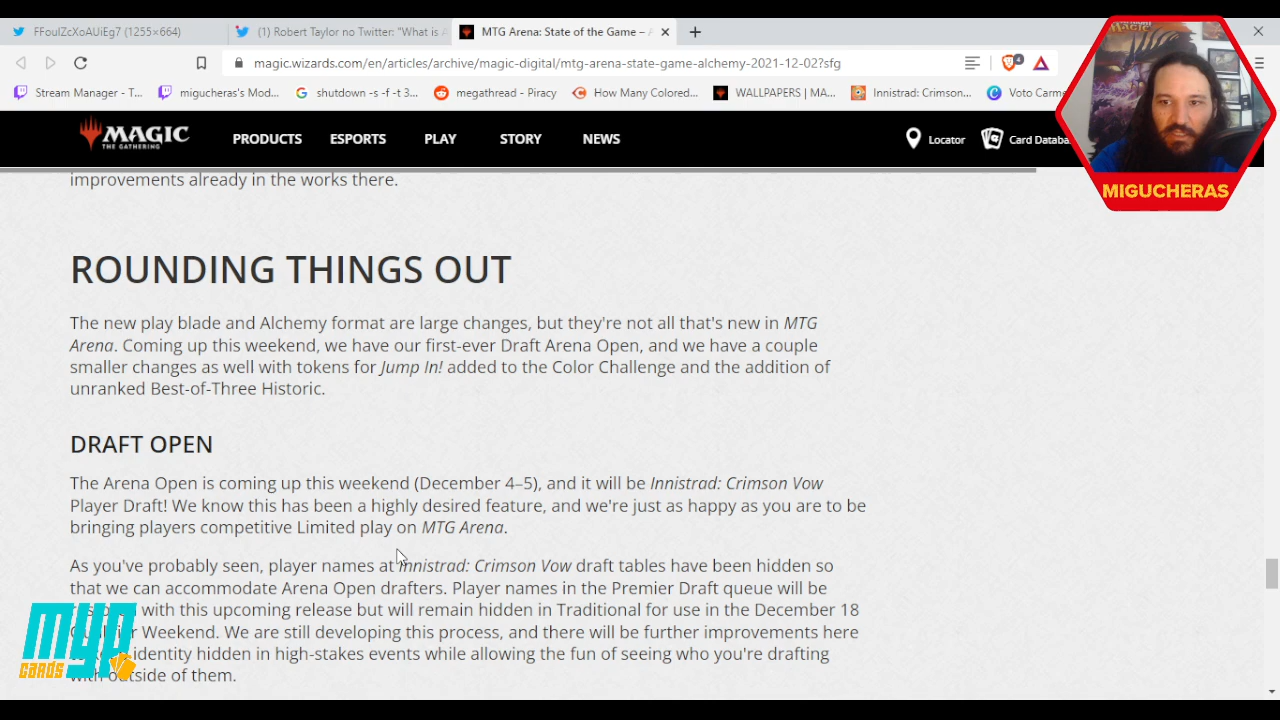 FFoulZcXoAUiEg7 (1255×664)
(1) Robert Taylor no Twitter: "What is
MTG Arena: State of the Game –
magic.wizards.com/en/articles/archive/magic-digital/mtg-arena-state-game-alchemy-2021-12-02?sfg
4
Stream Manager - T...
migucheras's Mod...
shutdown -s -f -t 3...
megathread - Piracy
How Many Colored...
WALLPAPERS | MA...
Innistrad: Crimson...
Voto Carme
MAGIC
THE GATHERING
PRODUCTS
ESPORTS
PLAY
STORY
NEWS
Locator
Card Databa
MIGUCHERAS
improvements already in the works there.
ROUNDING THINGS OUT
The new play blade and Alchemy format are large changes, but they're not all that's new in MTG
Arena. Coming up this weekend, we have our first-ever Draft Arena Open, and we have a couple
smaller changes as well with tokens for Jump In! added to the Color Challenge and the addition of
unranked Best-of-Three Historic.
DRAFT OPEN
The Arena Open is coming up this weekend (December 4–5), and it will be Innistrad: Crimson Vow
Player Draft! We know this has been a highly desired feature, and we're just as happy as you are to be
bringing players competitive Limited play on MTG Arena.
As you've probably seen, player names at Innistrad: Crimson Vow draft tables have been hidden so
that we can accommodate Arena Open drafters. Player names in the Premier Draft queue will be
with this upcoming release but will remain hidden in Traditional for use in the December 18
Weekend. We are still developing this process, and there will be further improvements here
identity hidden in high-stakes events while allowing the fun of seeing who you're drafting
with outside of them.
MYP
CARDS